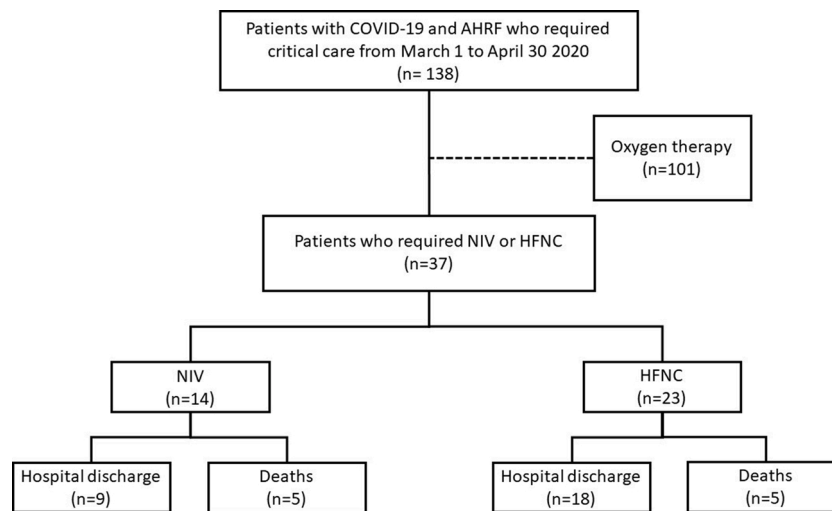 Patients with COVID-19 and AHRF who required
critical care from March 1 to April 30 2020
(n= 138)
Oxygen therapy
(n=101)
Patients who required NIV or HFNC
(n=37)
NIV
(n=14)
HFNC
(n=23)
Hospital discharge
(n=9)
Deaths
(n=5)
Hospital discharge
(n=18)
Deaths
(n=5)